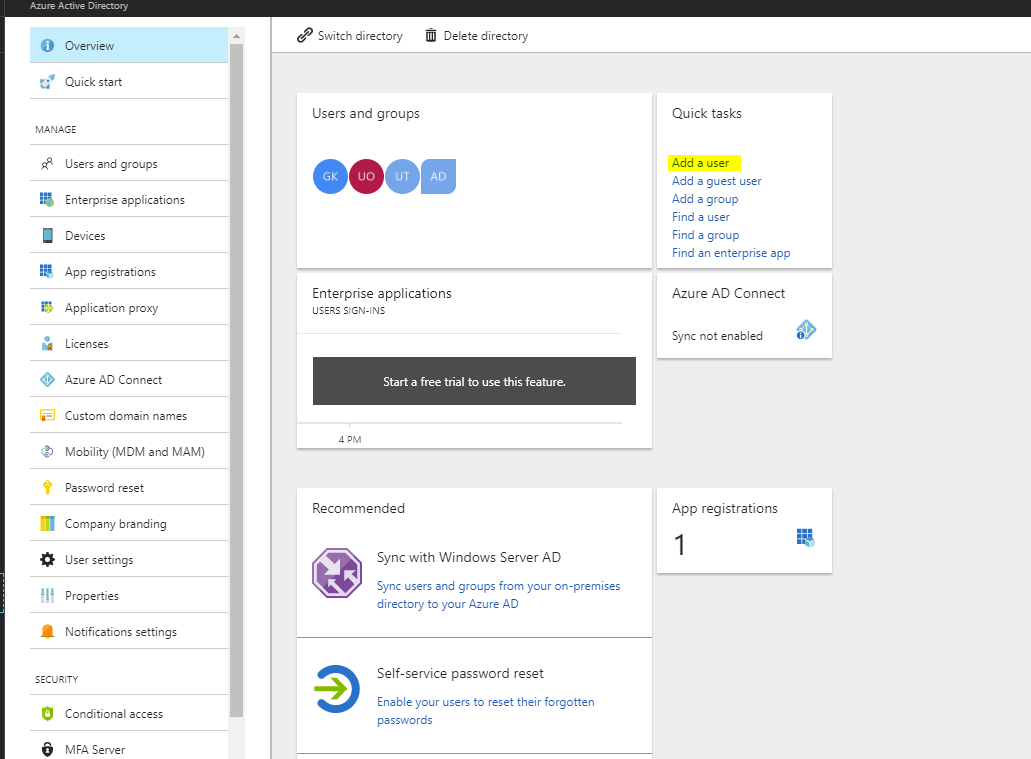 Azure Active Directory
Overview
Quick start
MANAGE
Users and groups
Enterprise applications
Devices
App registrations
Application proxy
Licenses
Azure AD Connect
Custom domain names
Mobility (MDM and MAM)
Password reset
Company branding
User settings
Properties
Notifications settings
SECURITY
Conditional access
MFA Server
Switch directory
Delete directory
Users and groups
GK
UO
UT
AD
Quick tasks
Add a user
Add a guest user
Add a group
Find a user
Find a group
Find an enterprise app
Enterprise applications
USERS SIGN-INS
Start a free trial to use this feature.
4 PM
Azure AD Connect
Sync not enabled
Recommended
Sync with Windows Server AD
Sync users and groups from your on-premises
directory to your Azure AD
Self-service password reset
Enable your users to reset their forgotten
passwords
App registrations
1